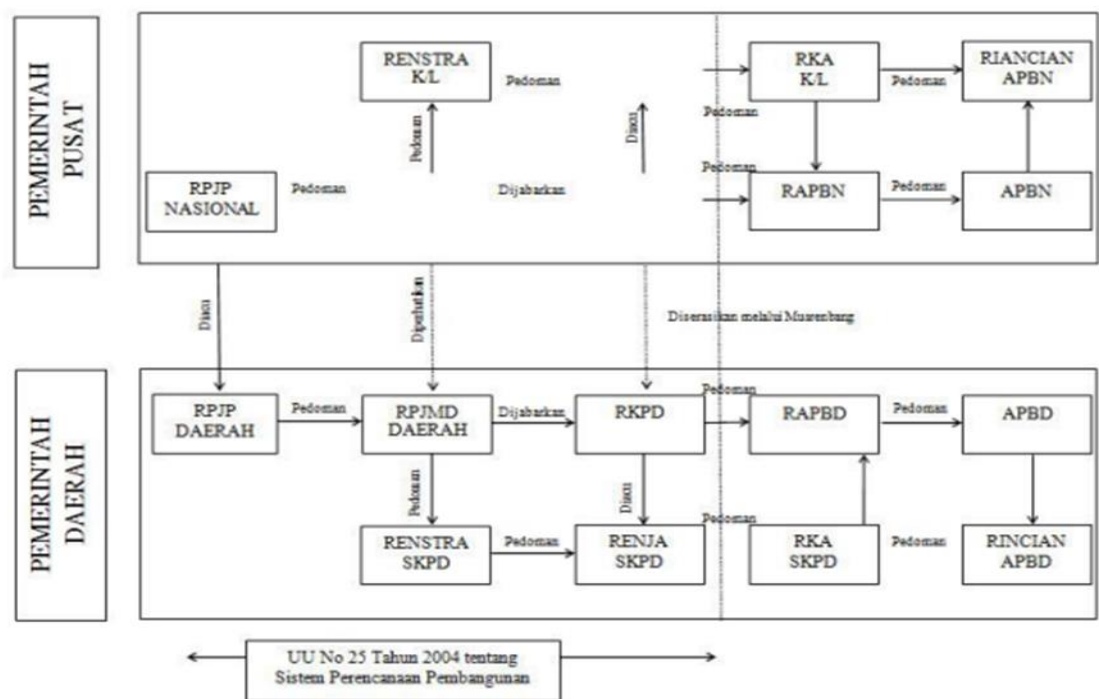 PEMERINTAH
PUSAT
RENSTRA
K/L
Pedoman
RKA
K/L
Pedoman
RIANCIAN
APBN
Pedoman
Pedoman
Diacu
RPJP
NASIONAL
Pedoman
Dijabarkan
Pedoman
RAPBN
Pedoman
APBN
Diacu
Diperhatikan
Diserasikan melalui Musrenbang
PEMERINTAH
DAERAH
RPJP
DAERAH
Pedoman
RPJMD
DAERAH
Dijabarkan
RKPD
Pedoman
RAPBD
Pedoman
APBD
Pedoman
Diacu
RENSTRA
SKPD
Pedoman
RENJA
SKPD
Pedoman
RKA
SKPD
Pedoman
RINCIAN
APBD
UU No 25 Tahun 2004 tentang
Sistem Perencanaan Pembangunan